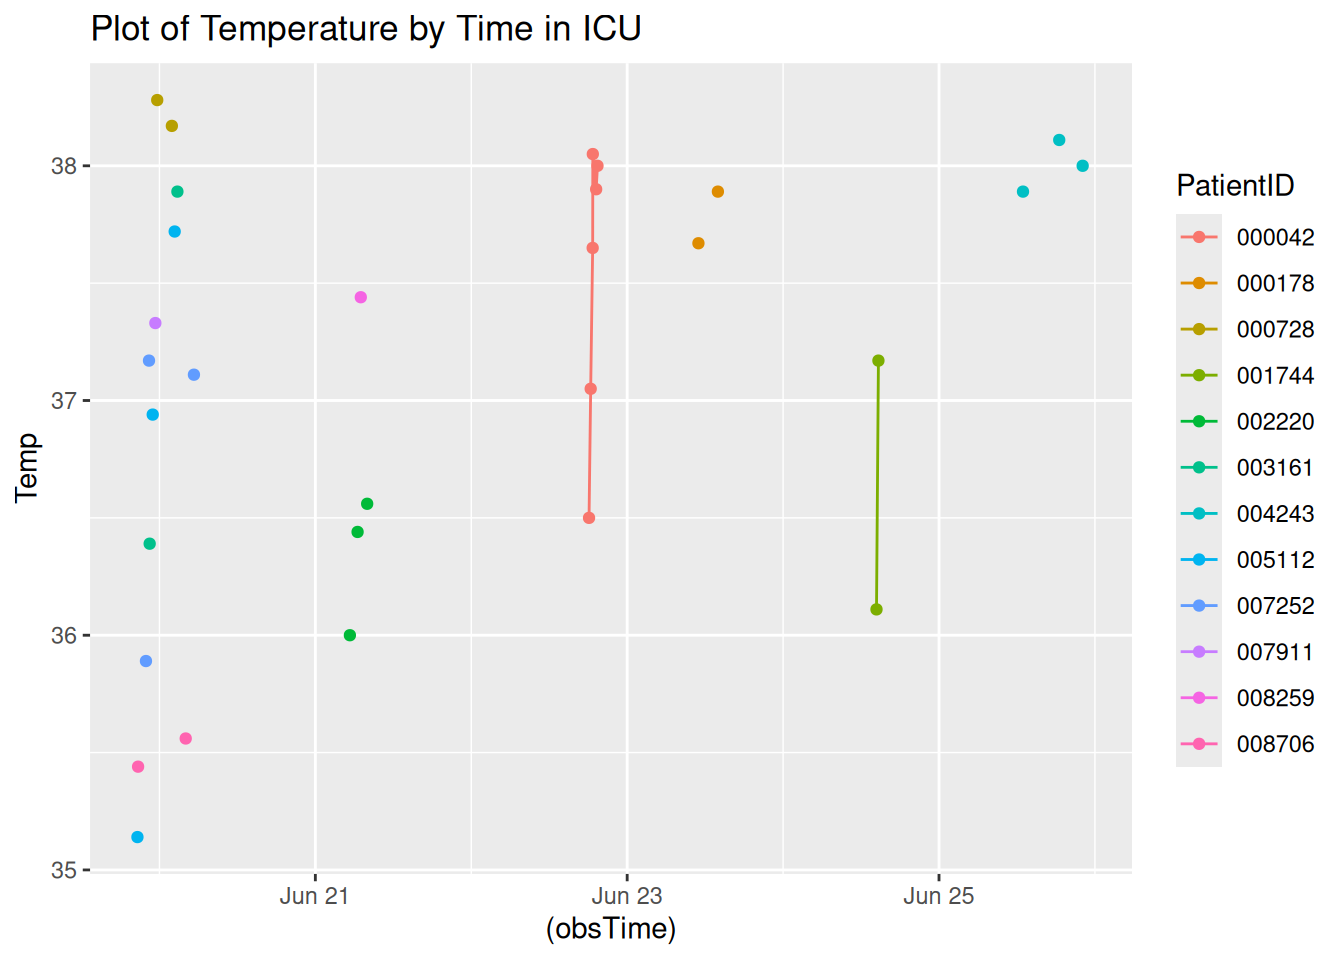 Plot of Temperature by Time in ICU
38
37
36
35
Temp
Jun 21
Jun 23
Jun 25
(obsTime)
PatientID
000042
000178
000728
001744
002220
003161
004243
005112
007252
007911
008259
008706